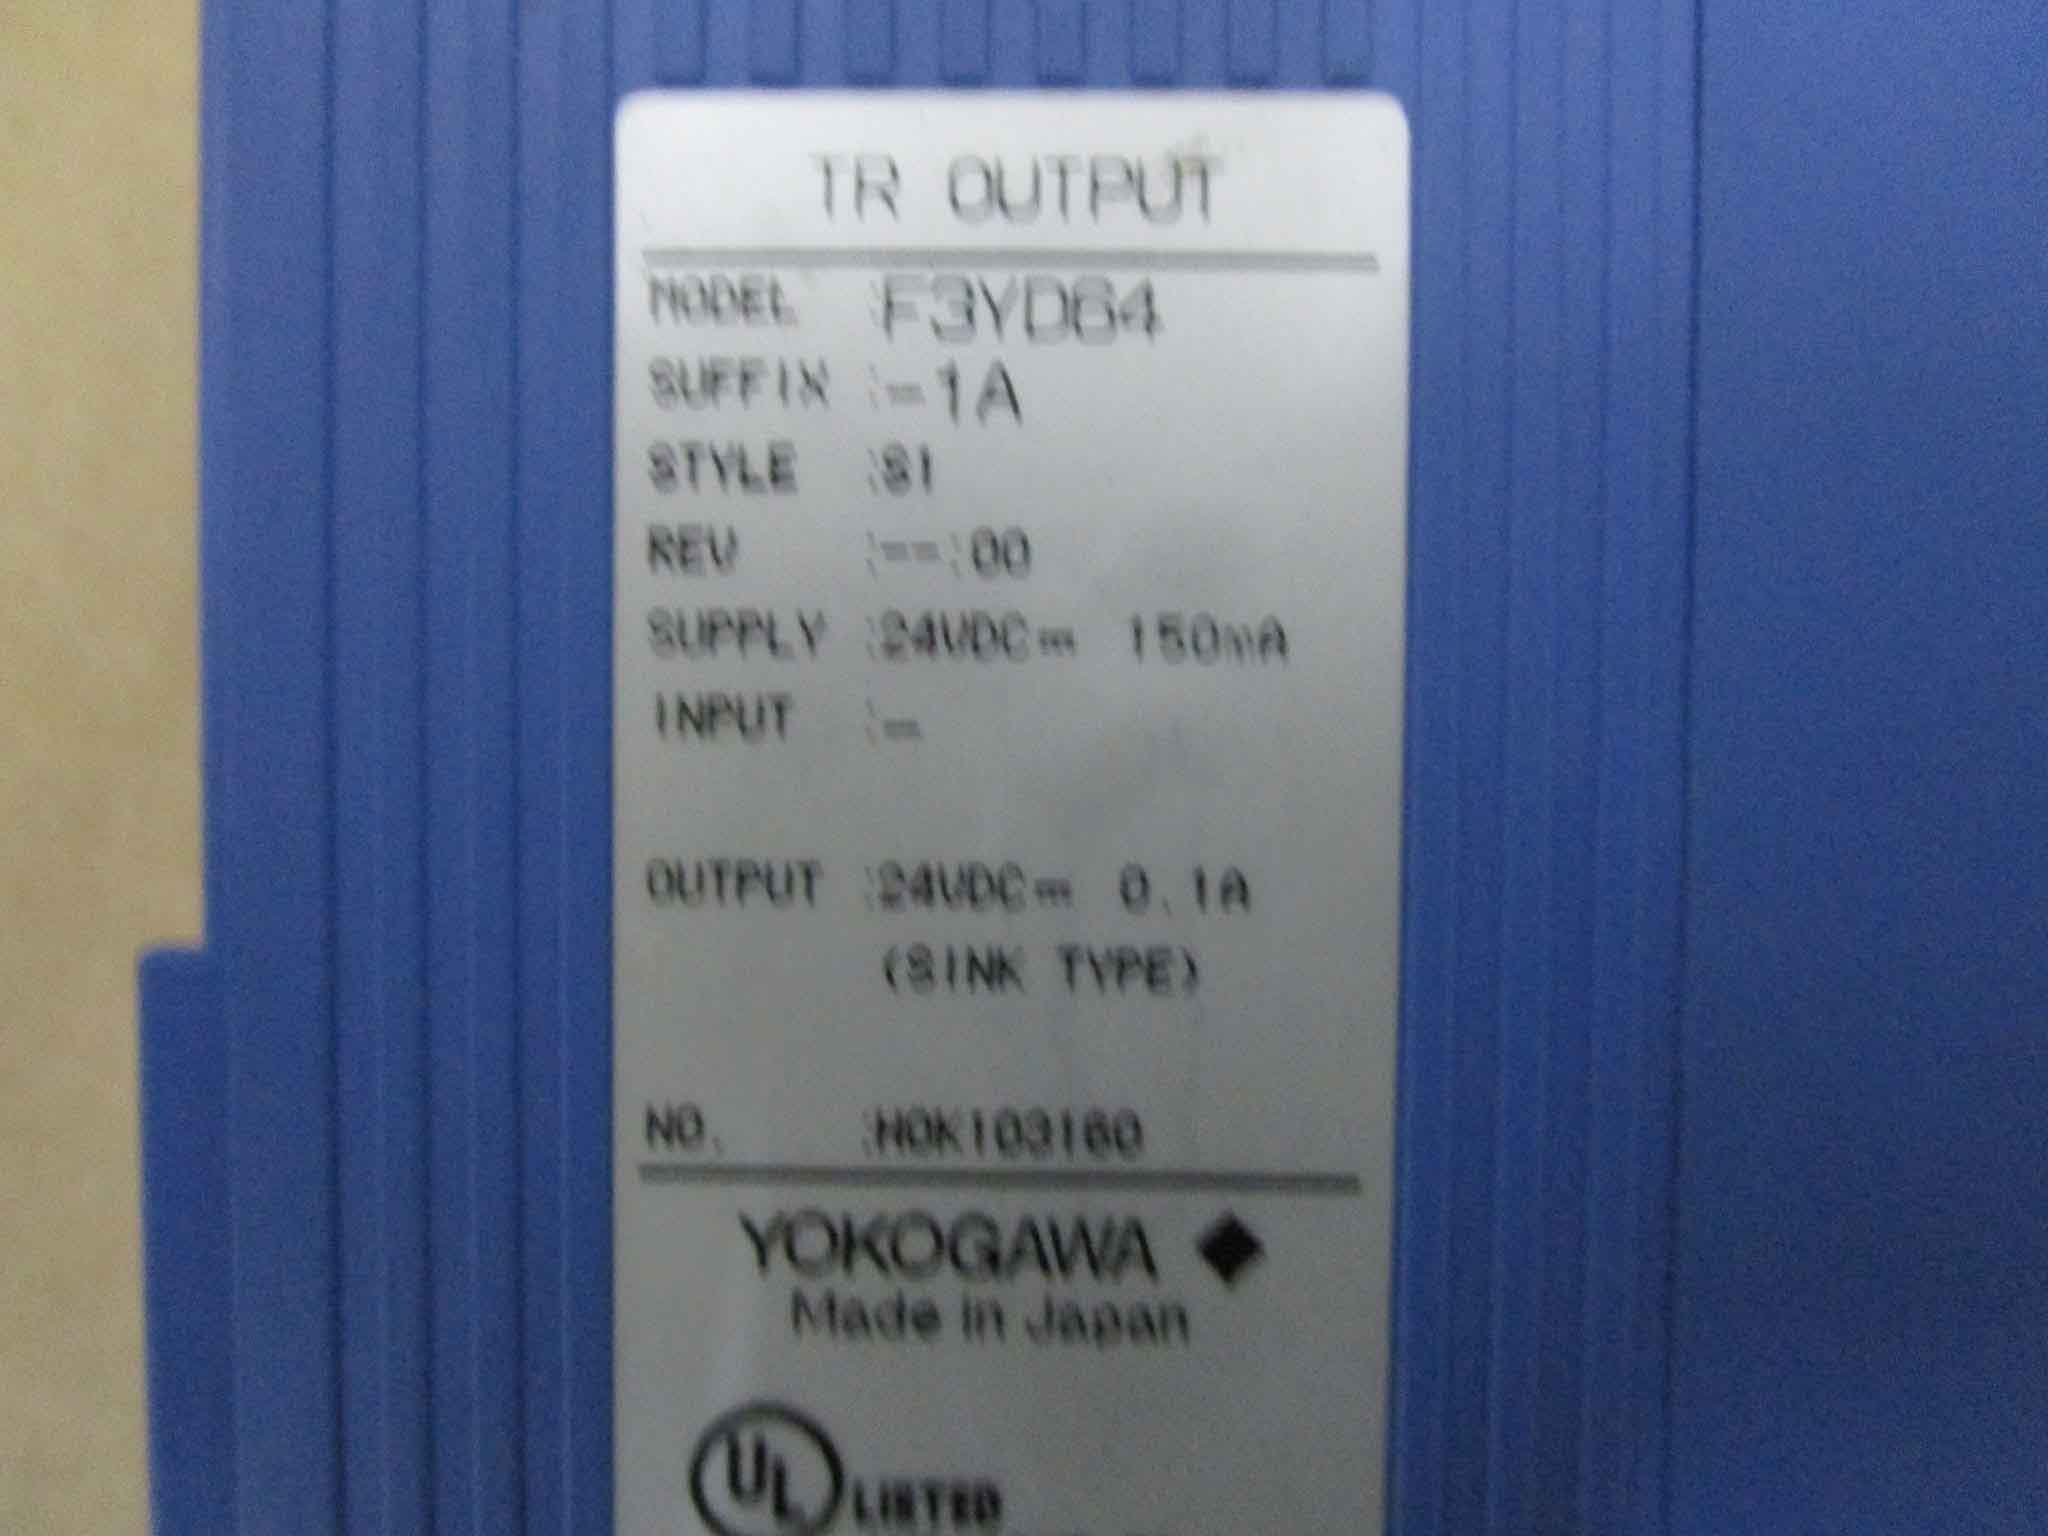 TR OUTPUT
MODEL :F3YD64
SUFFIX :-1A
STYLE :S1
REV :--:00
SUPPLY :24VDC⎓ 150mA
INPUT :-
OUTPUT :24VDC⎓ 0.1A
(SINK TYPE)
NO. :H0K103160
YOKOGAWA
Made in Japan
UL LISTED